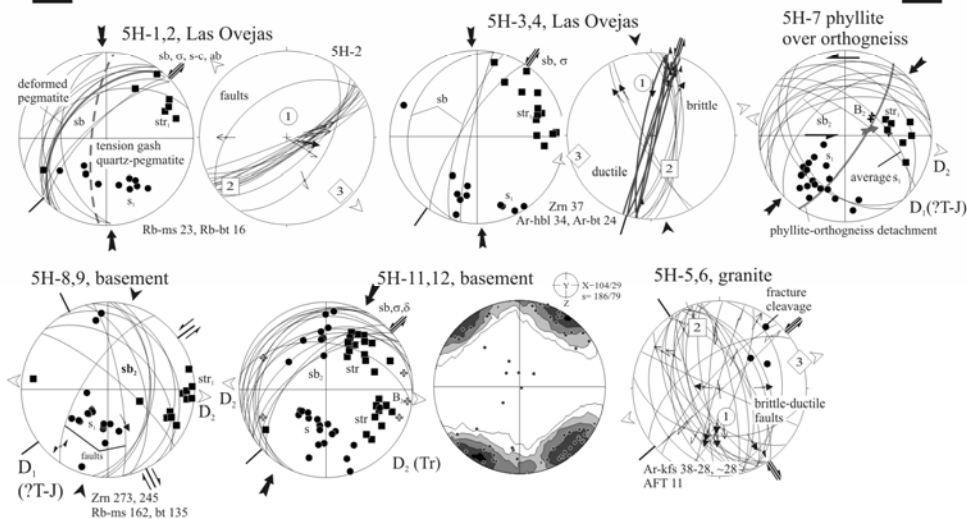 5H-1,2, Las Ovejas
sb, σ, s-c, ab
5H-2
deformed
pegmatite
sb
str₁
tension gash
quartz-pegmatite
s₁
Rb-ms 23, Rb-bt 16
faults
1
2
3
5H-3,4, Las Ovejas
sb, σ
sb
str₁
s₁
Zrn 37
Ar-hbl 34, Ar-bt 24
1
brittle
ductile
2
3
5H-7 phyllite
over orthogneiss
B₂
str₁
sb₂
s₁
average s₁
D₂
D₁(?T-J)
phyllite-orthogneiss detachment
5H-8,9, basement
sb₁
str₁
D₂
s₁
faults
D₁
(?T-J)
Zrn 273, 245
Rb-ms 162, bt 135
5H-11,12, basement
sb,σ,δ
sb₂
str
D₂
B₂
s
str
D₂ (Tr)
Y
Z
X−104/29
s= 186/79
5H-5,6, granite
fracture
cleavage
2
3
brittle-ductile
faults
1
Ar-kfs 38-28, ~28
AFT 11